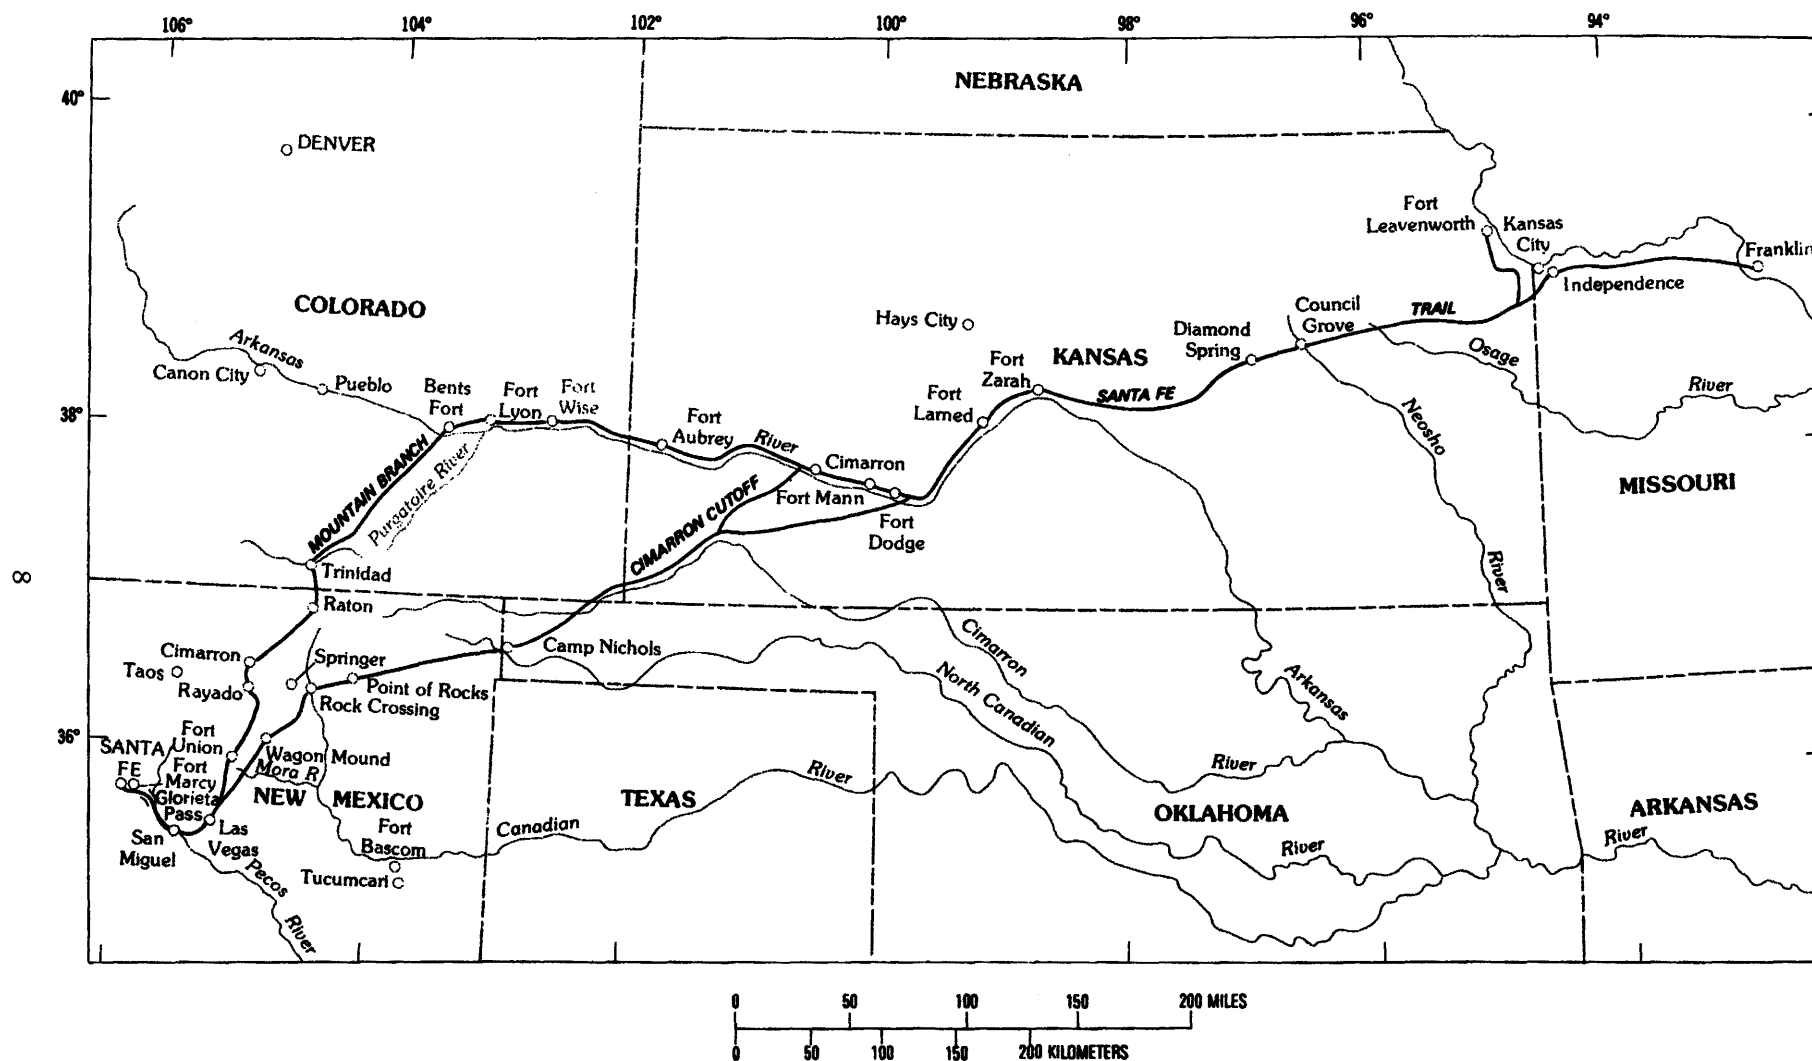 106°
104°
102°
100°
98°
96°
94°
NEBRASKA
40°
DENVER
Fort
Leavenworth
Kansas
City
Franklin
Independence
COLORADO
TRAIL
Council
Grove
Hays City
Diamond
Spring
Osage
River
Arkansas
Canon City
Pueblo
Bents
Fort
Fort
Lyon
Fort
Wise
Fort
Zarah
KANSAS
SANTA FE
Fort
Larned
38°
Fort
Aubrey
River
Neosho
River
Cimarron
MISSOURI
MOUNTAIN BRANCH
Purgatoire River
CIMARRON CUTOFF
Fort Mann
Fort
Dodge
8
Trinidad
Raton
Cimarron
Taos
Rayado
Springer
Camp Nichols
Point of Rocks
Rock Crossing
Cimarron
North Canadian
Arkansas
River
36°
Fort
Union
SANTA
FE
Fort
Marcy
Glorieta
Pass
Wagon Mound
Mora R
NEW MEXICO
TEXAS
River
OKLAHOMA
ARKANSAS
River
San
Miguel
Las
Vegas
Fort
Bascom
Tucumcari
Canadian
River
Pecos
River
0 50 100 150 200 MILES
0 50 100 150 200 KILOMETERS